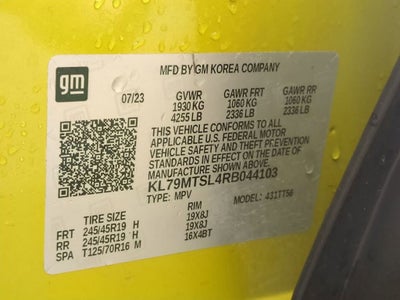 gm
MFD BY GM KOREA COMPANY
07/23 GVWR GAWR FRT GAWR RR
1930 KG 1060 KG 1060 KG
4255 LB 2336 LB 2336 LB
THIS VEHICLE CONFORMS TO ALL
APPLICABLE U.S. FEDERAL MOTOR
VEHICLE SAFETY AND THEFT PREVENTION
STANDARDS IN EFFECT ON THE DATE OF
MANUFACTURE SHOWN ABOVE.
KL79MTSL4RB044103
TYPE: MPV MODEL: 4S1TT56
TIRE SIZE RIM
FRT 245/45R19 H 19X8J
RR 245/45R19 H 19X8J
SPA T125/70R16 M 16X4BT